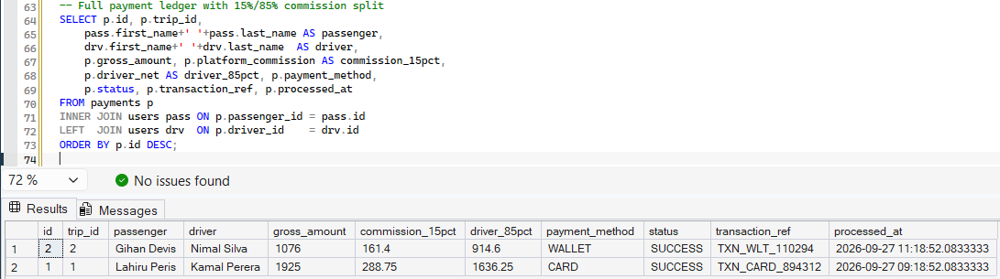 63 -- Full payment ledger with 15%/85% commission split
64 SELECT p.id, p.trip_id,
65 pass.first_name+' '+pass.last_name AS passenger,
66 drv.first_name+' '+drv.last_name AS driver,
67 p.gross_amount, p.platform_commission AS commission_15pct,
68 p.driver_net AS driver_85pct, p.payment_method,
69 p.status, p.transaction_ref, p.processed_at
70 FROM payments p
71 INNER JOIN users pass ON p.passenger_id = pass.id
72 LEFT JOIN users drv ON p.driver_id = drv.id
73 ORDER BY p.id DESC;
74
72 % No issues found
Results Messages
id trip_id passenger driver gross_amount commission_15pct driver_85pct payment_method status transaction_ref processed_at
1 2 2 Gihan Devis Nimal Silva 1076 161.4 914.6 WALLET SUCCESS TXN_WLT_110294 2026-09-27 11:18:52.0833333
2 1 1 Lahiru Peris Kamal Perera 1925 288.75 1636.25 CARD SUCCESS TXN_CARD_894312 2026-09-27 09:18:52.0833333